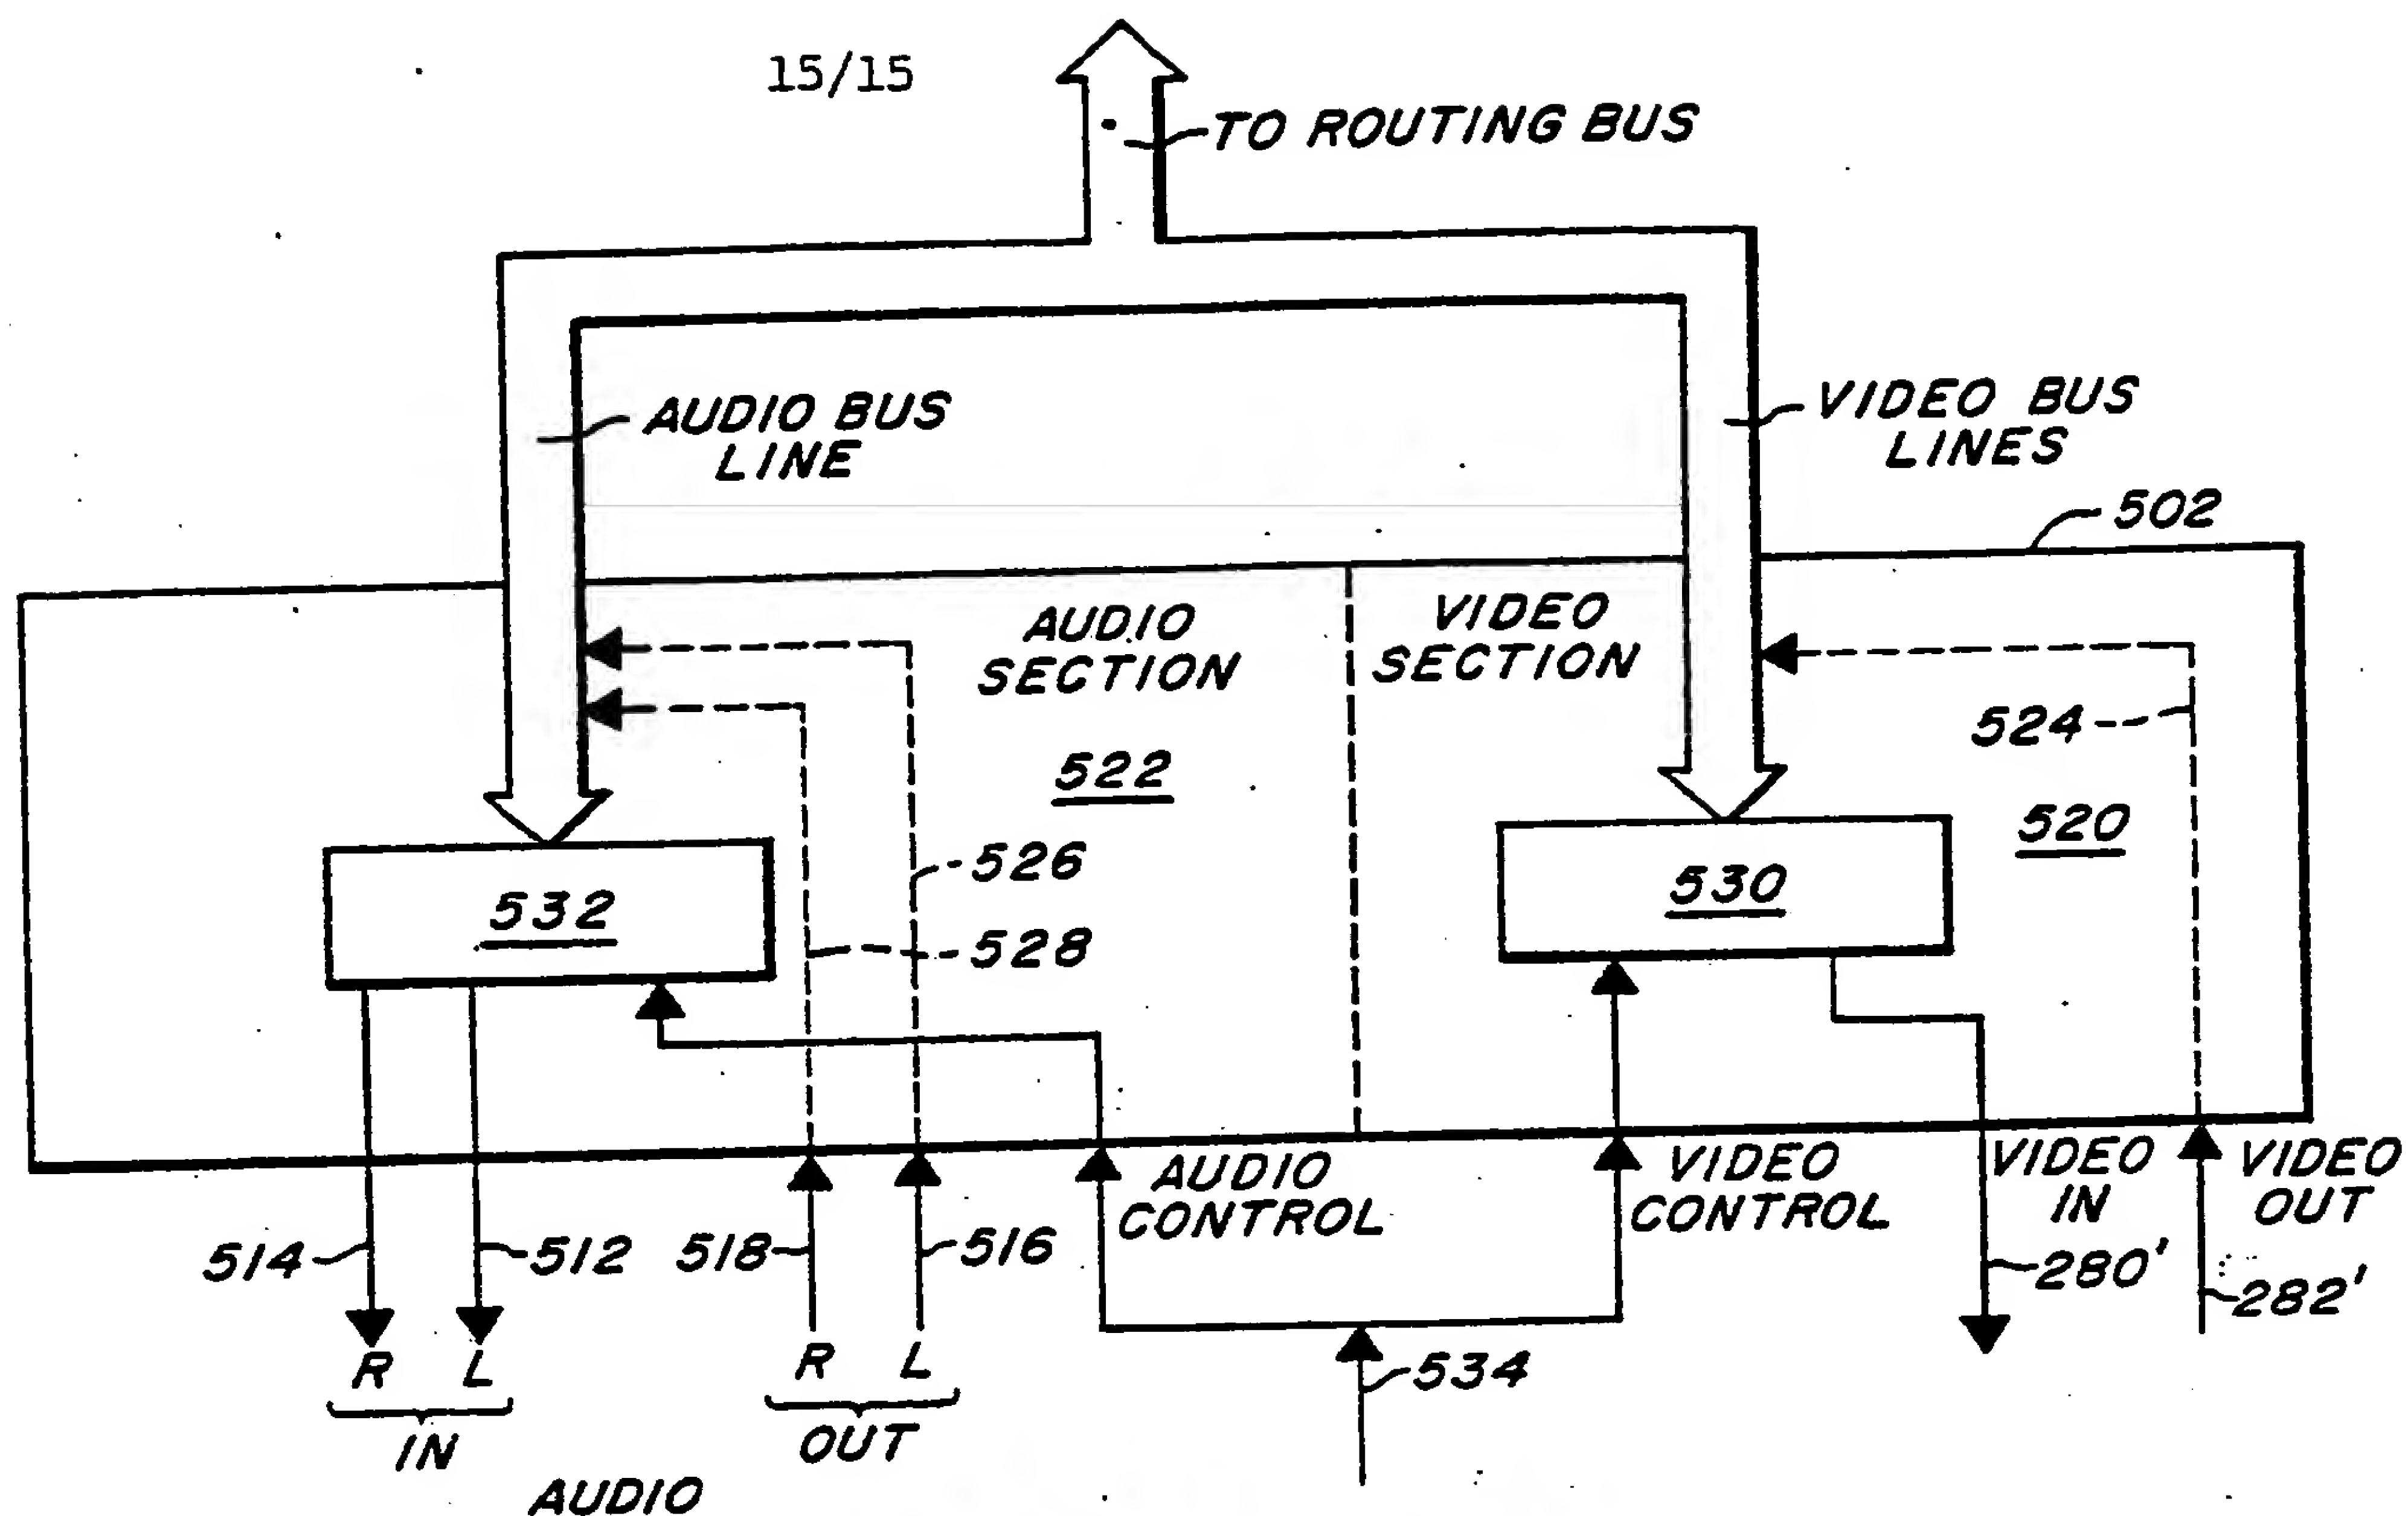 15/15
TO ROUTING BUS
AUDIO BUS
LINE
VIDEO BUS
LINES
502
AUDIO
SECTION
VIDEO
SECTION
524
522
520
526
530
532
528
AUDIO
CONTROL
VIDEO
CONTROL
VIDEO
IN
VIDEO
OUT
514
512
518
516
280'
282'
R
L
R
L
534
IN
OUT
AUDIO